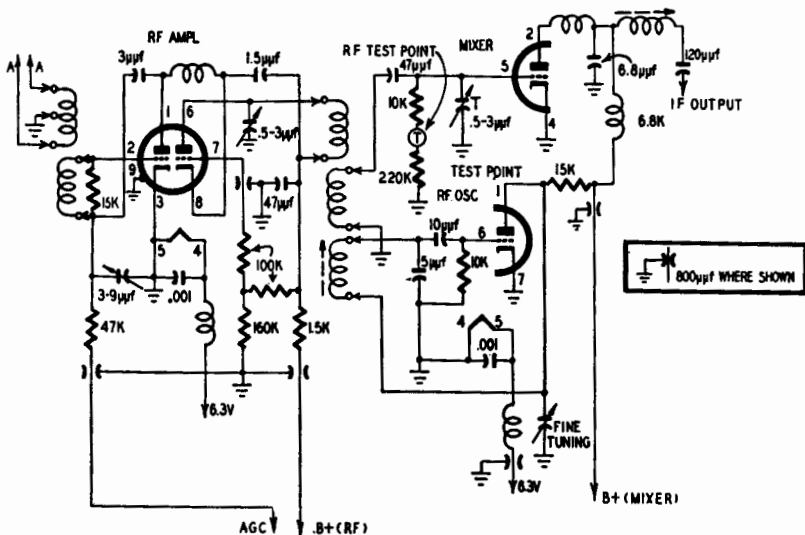 RF AMPL
A A
3µµf
1.5µµf
1
6
2
9
7
3
8
15K
.5-3µµf
47µµf
5
4
100K
3-9µµf
.001
47K
160K
1.5K
6.3V
AGC
.B+(RF)
RF TEST POINT
47µµf
10K
T
220K
T
.5-3µµf
MIXER
2
5
4
6.8µµf
120µµf
IF OUTPUT
6.8K
TEST POINT
RF OSC
1
15K
10µµf
6
5µµf
10K
7
4 5
.001
6.3V
FINE
TUNING
B+(MIXER)
800µµf WHERE SHOWN